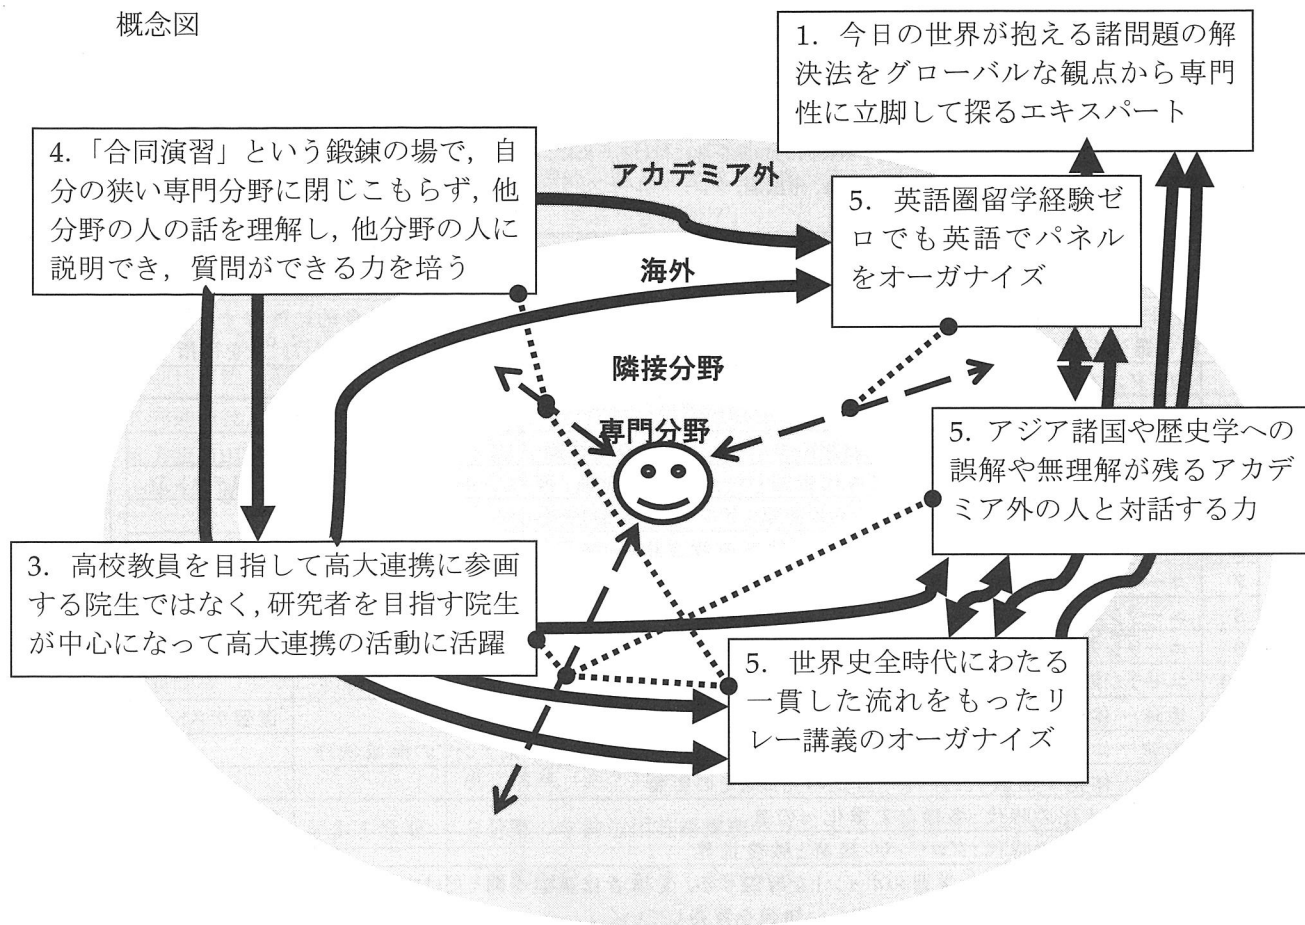 概念図
1. 今日の世界が抱える諸問題の解
決法をグローバルな観点から専門
性に立脚して探るエキスパート
4.「合同演習」という鍛錬の場で，自
分の狭い専門分野に閉じこもらず，他
分野の人の話を理解し，他分野の人に
説明でき，質問ができる力を培う
アカデミア外
5. 英語圏留学経験ゼ
ロでも英語でパネル
をオーガナイズ
海外
隣接分野
専門分野
5. アジア諸国や歴史学への
誤解や無理解が残るアカデ
ミア外の人と対話する力
3. 高校教員を目指して高大連携に参画
する院生ではなく，研究者を目指す院生
が中心になって高大連携の活動に活躍
5. 世界史全時代にわたる
一貫した流れをもったリ
レー講義のオーガナイズ